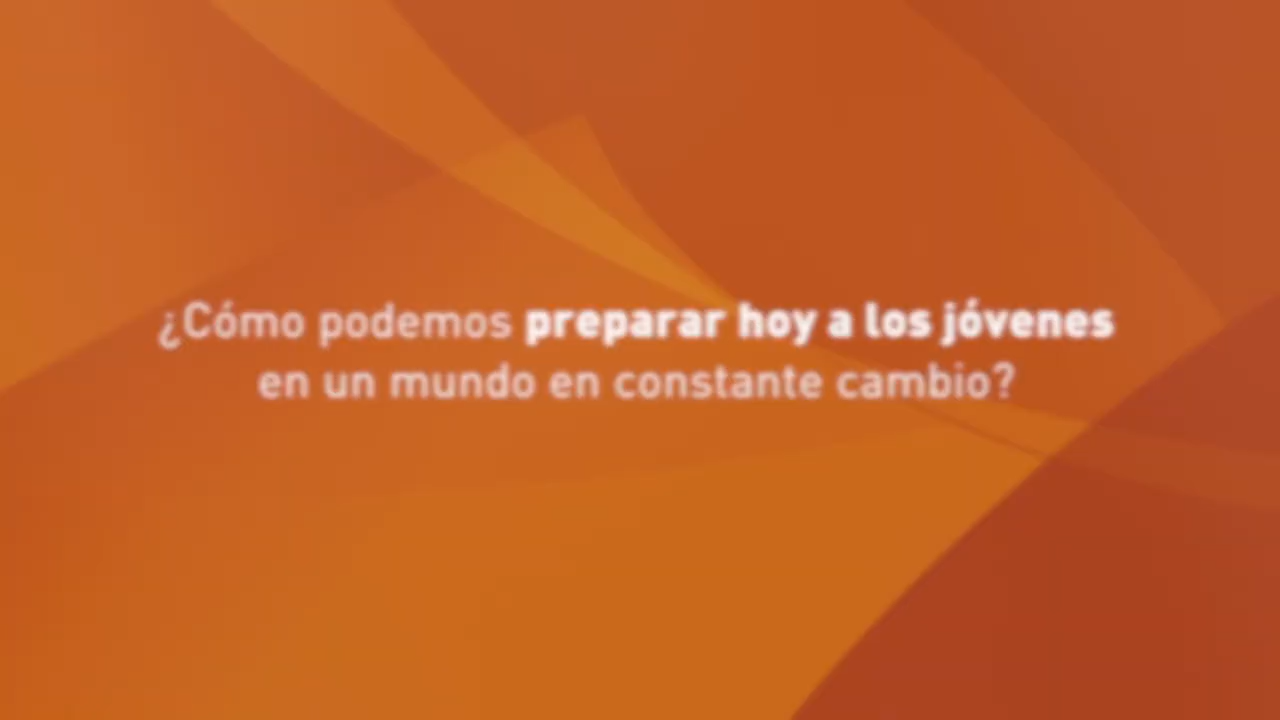 ¿Cómo podemos preparar hoy a los jóvenes
en un mundo en constante cambio?